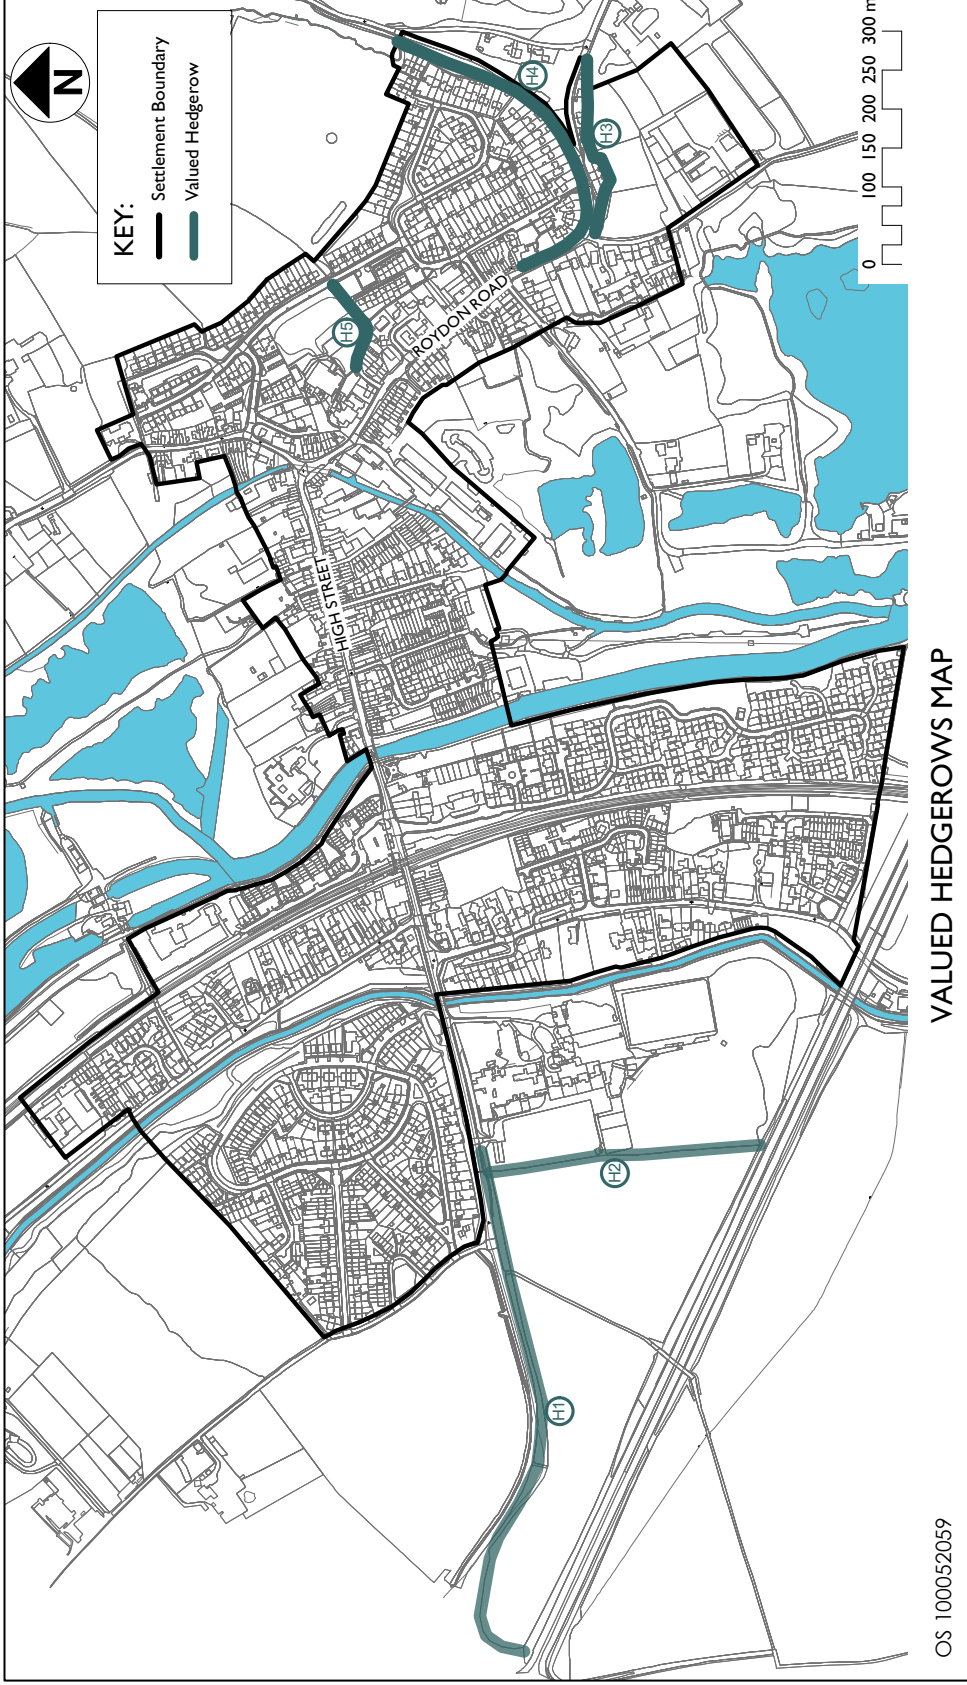 N
KEY:
Settlement Boundary
Valued Hedgerow
H1
H2
HIGH STREET
ROYDON ROAD
H5
H4
H3
0 100 150 200 250 300 m
VALUED HEDGEROWS MAP
OS 100052059